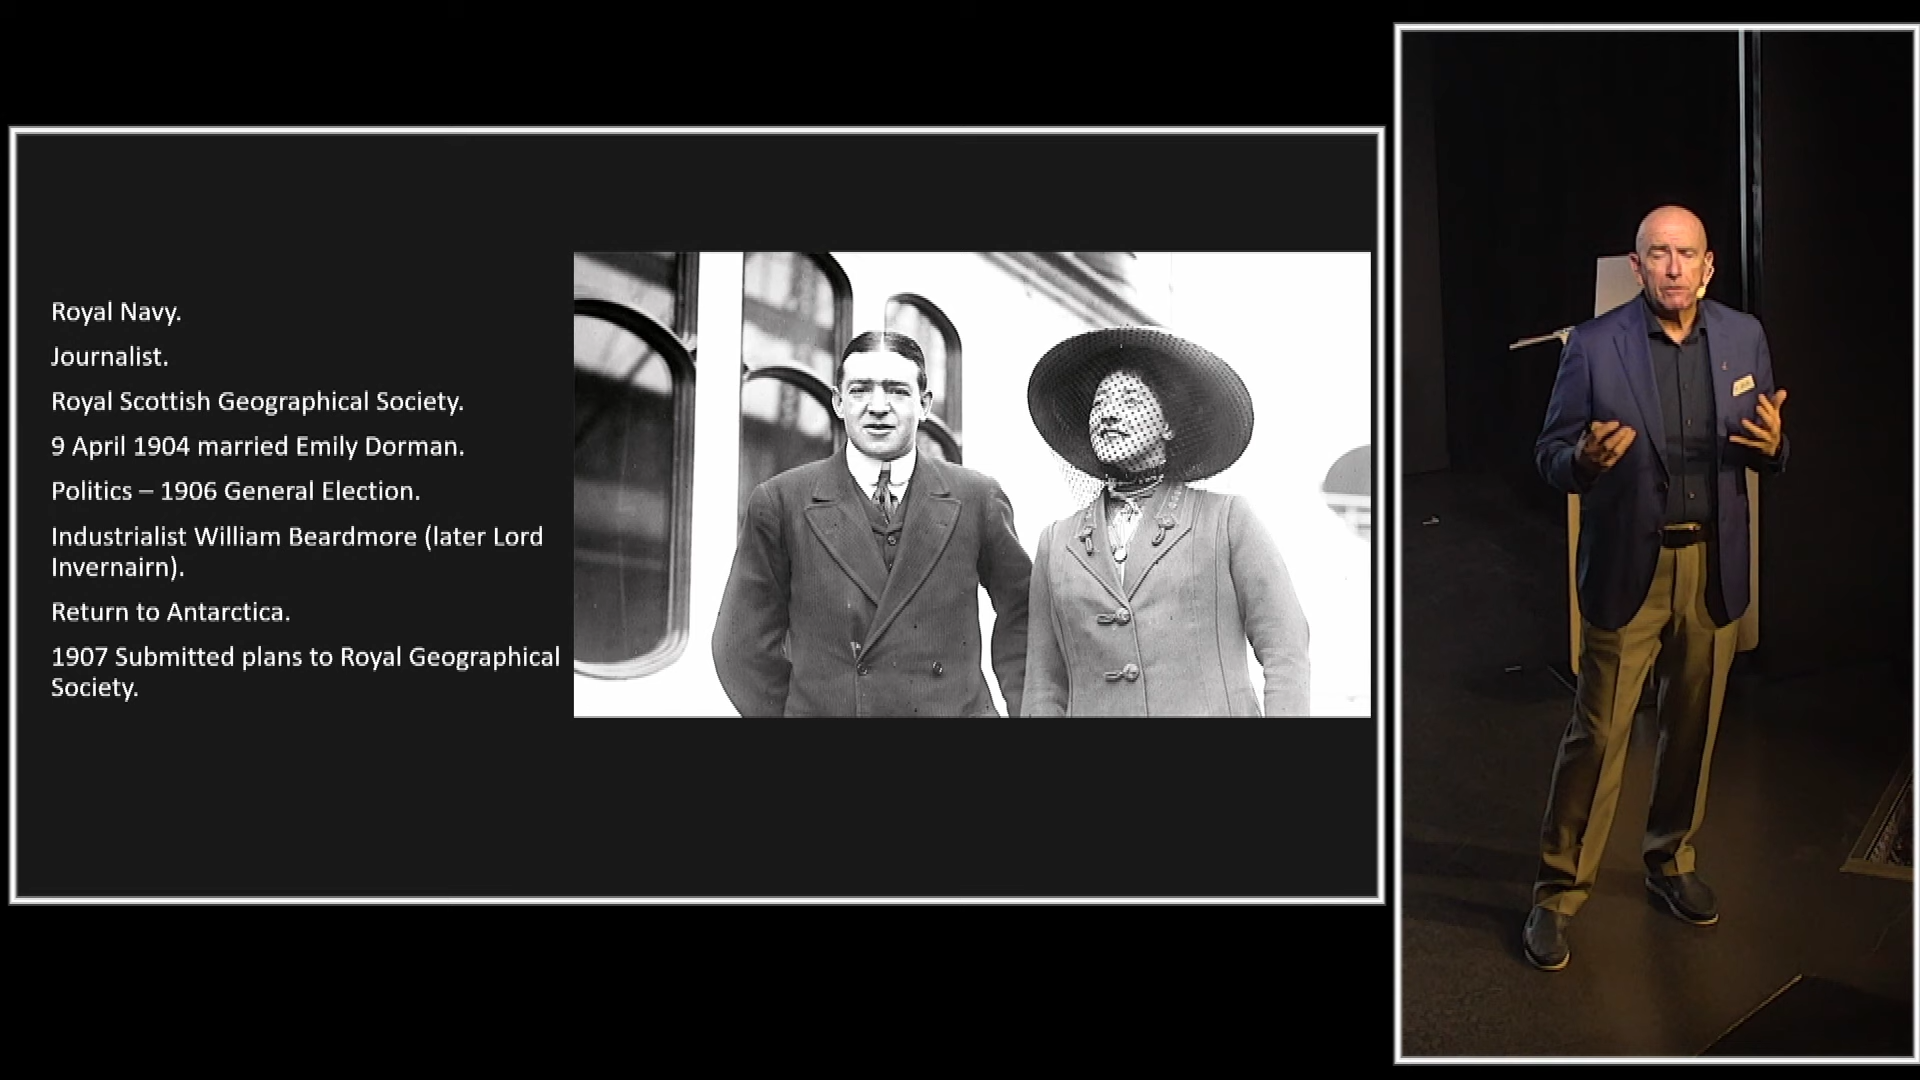 Royal Navy.
Journalist.
Royal Scottish Geographical Society.
9 April 1904 married Emily Dorman.
Politics – 1906 General Election.
Industrialist William Beardmore (later Lord
Invernairn).
Return to Antarctica.
1907 Submitted plans to Royal Geographical
Society.